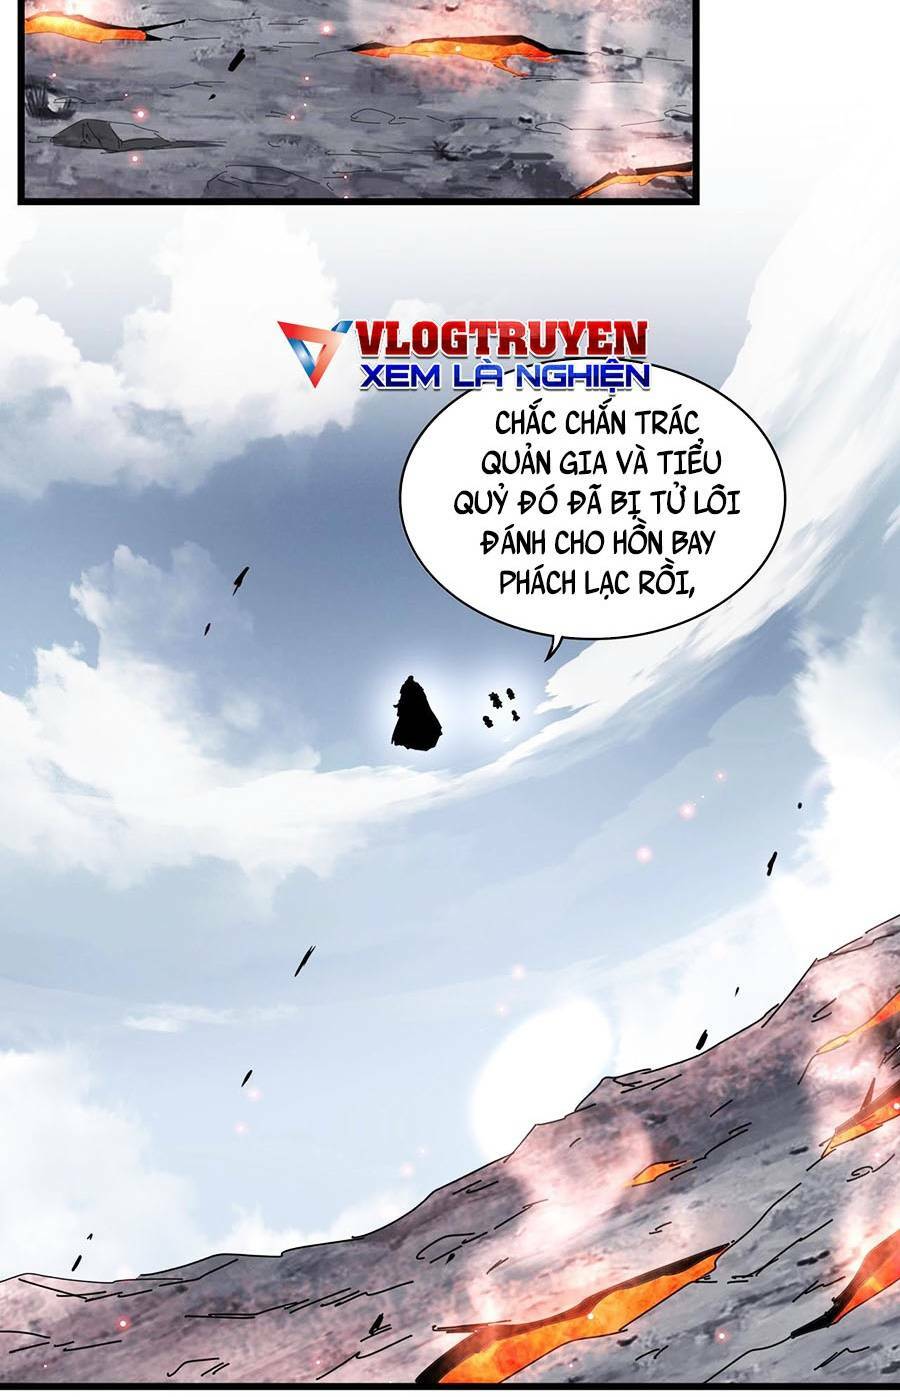 VLOGTRUYEN
XEM LÀ NGHIỆN
CHẮC CHẮN TRÁC
QUẢN GIA VÀ TIỂU
QUỶ ĐÓ ĐÃ BỊ TỬ LÔI
ĐÁNH CHO HỒN BAY
PHÁCH LẠC RỒI,